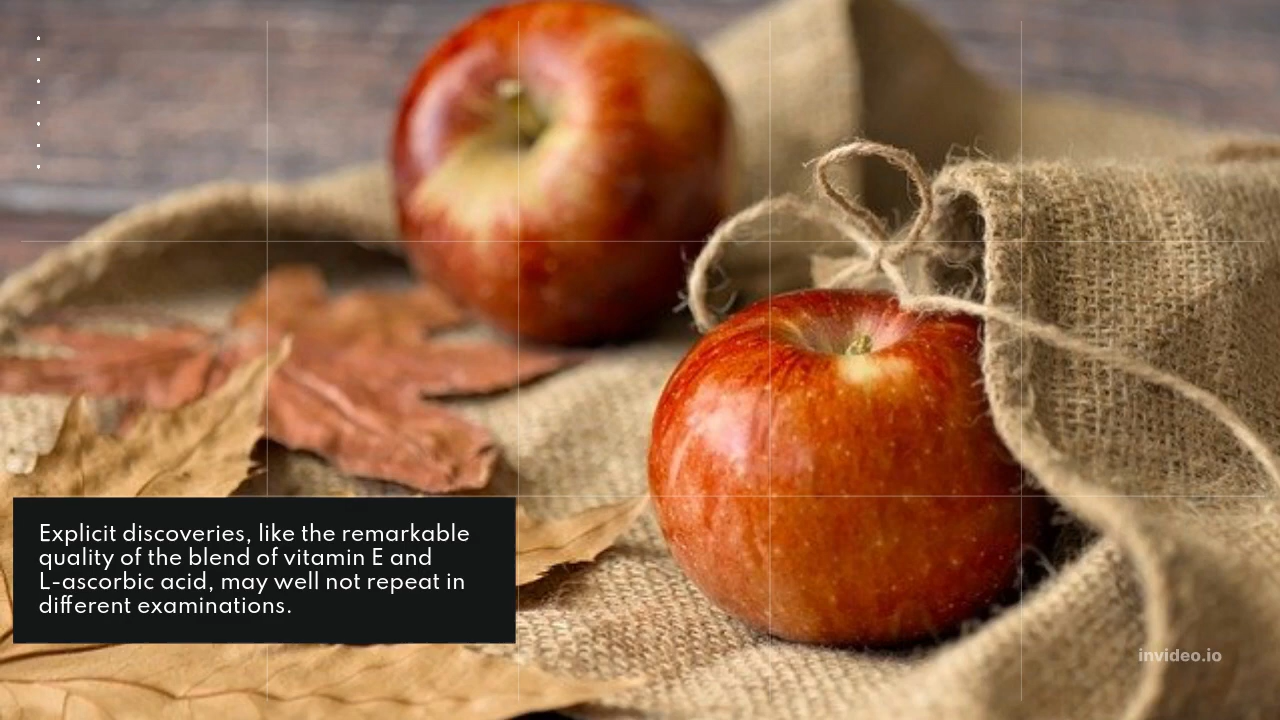 Explicit discoveries, like the remarkable
quality of the blend of vitamin E and
L-ascorbic acid, may well not repeat in
different examinations.
invideo.io